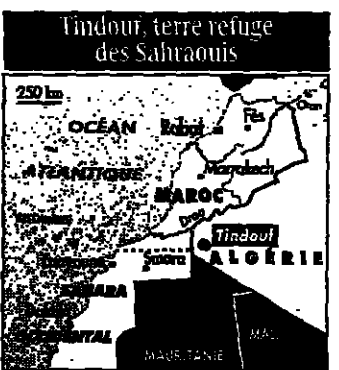 Tindouf, terre refuge
des Sahraouis
250 km
Oran
OCÉAN
Rabat
Fès
ATLANTIQUE
Marrakech
MAROC
Draa
Tindouf
ALGÉRIE
Smara
SAHARA
OCCIDENTAL
MAURITANIE
MALI